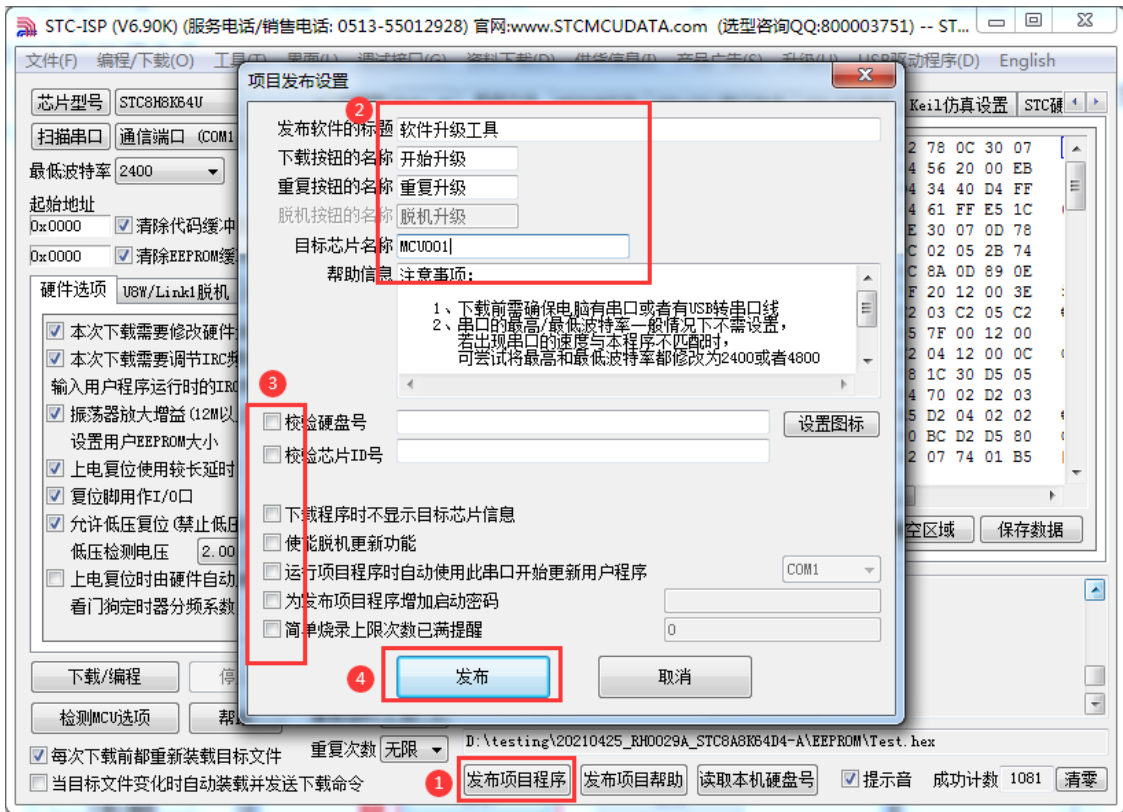 STC-ISP (V6.90K) (服务电话/销售电话: 0513-55012928) 官网:www.STCMCUDATA.com (选型咨询QQ:800003751) -- ST...
文件(F) 编程/下载(O) 工具(T) 界面(L) 调试接口(G) 资料下载(D) 供货信息(I) 产品广告(S) 升级(U) USB驱动程序(D) English
芯片型号 STC8H8K64U
扫描串口 通信端口 (COM1
最低波特率 2400
起始地址
0x0000 清除代码缓冲
0x0000 清除EEPROM缓
硬件选项 U8W/Link1脱机
本次下载需要修改硬件
本次下载需要调节IRC频
输入用户程序运行时的IRC
振荡器放大增益(12M以
设置用户EEPROM大小
上电复位使用较长延时
复位脚用作I/O口
允许低压复位(禁止低压
低压检测电压 2.00
上电复位时由硬件自动
看门狗定时器分频系数
下载/编程 停
检测MCU选项 帮
每次下载前都重新装载目标文件 重复次数 无限
当目标文件变化时自动装载并发送下载命令
项目发布设置
2
发布软件的标题 软件升级工具
下载按钮的名称 开始升级
重复按钮的名称 重复升级
脱机按钮的名称 脱机升级
目标芯片名称 MCU001
帮助信息 注意事项:
1、下载前需确保电脑有串口或者有USB转串口线
2、串口的最高/最低波特率一般情况下不需设置,
若出现串口的速度与本程序不匹配时,
可尝试将最高和最低波特率都修改为2400或者4800
3
校验硬盘号 设置图标
校验芯片ID号
下载程序时不显示目标芯片信息
使能脱机更新功能
运行项目程序时自动使用此串口开始更新用户程序 COM1
为发布项目程序增加启动密码
简单烧录上限次数已满提醒 0
4 发布 取消
Keil仿真设置 STC硬
2 78 0C 30 07
4 56 20 00 EB
4 34 40 D4 FF
4 61 FF E5 1C
E 30 07 0D 78
C 02 05 2B 74
C 8A 0D 89 0E
F 20 12 00 3E
2 03 C2 05 C2
5 7F 00 12 00
2 04 12 00 0C
8 1C 30 D5 05
4 70 02 D2 03
5 D2 04 02 02
0 BC D2 D5 80
2 07 74 01 B5
空区域 保存数据
D:\testing\20210425_RH0029A_STC8A8K64D4-A\EEPROM\Test.hex
1 发布项目程序 发布项目帮助 读取本机硬盘号 提示音 成功计数 1081 清零